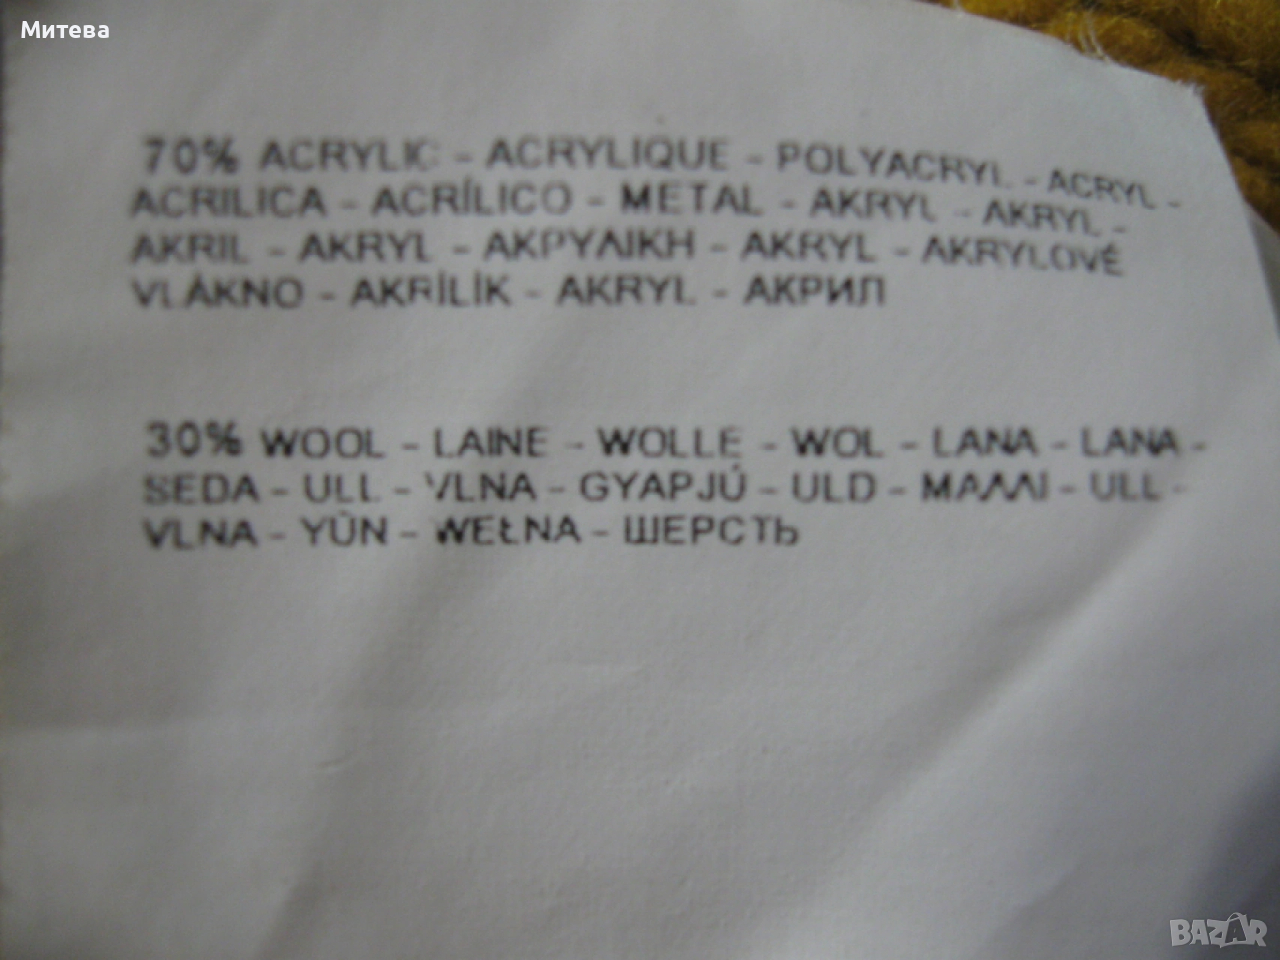 Митева
70% ACRYLIC - ACRYLIQUE - POLYACRYL - ACRYL -
ACRILICA - ACRÍLICO - METAL - AKRYL - AKRYL -
AKRIL - AKRYL - ΑΚΡΥΛΙΚΗ - AKRYL - AKRYLOVÉ
VLÁKNO - AKRÍLÍK - AKRYL - АКРИЛ
30% WOOL - LAINE - WOLLE - WOL - LANA - LANA -
SEDA - ULL - VLNA - GYAPJÚ - ULD - ΜΑΛΛΙ - ULL -
VLNA - YÜN - WEŁNA - ШЕРСТЬ
BAZAR